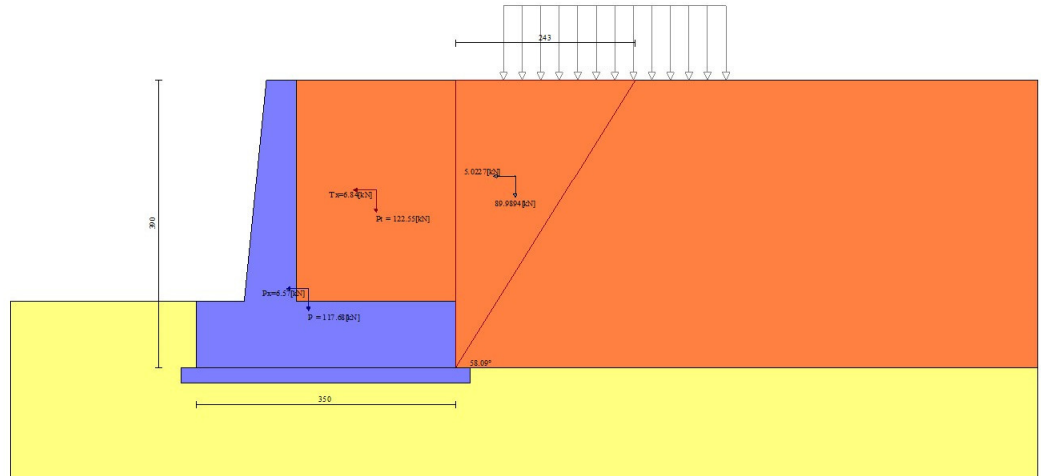 243
390
5.0227[kN]
89.9894[kN]
Tx=6.84[kN]
Pt = 122.55[kN]
Px=6.57[kN]
P = 117.68[kN]
58.09°
350